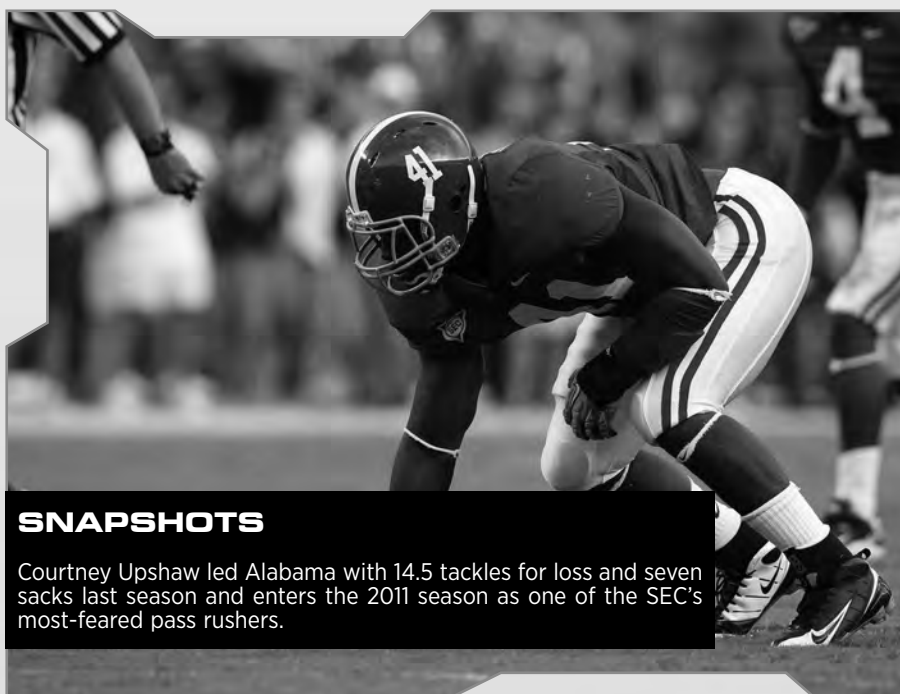 41
4
SNAPSHOTS
Courtney Upshaw led Alabama with 14.5 tackles for loss and seven
sacks last season and enters the 2011 season as one of the SEC's
most-feared pass rushers.